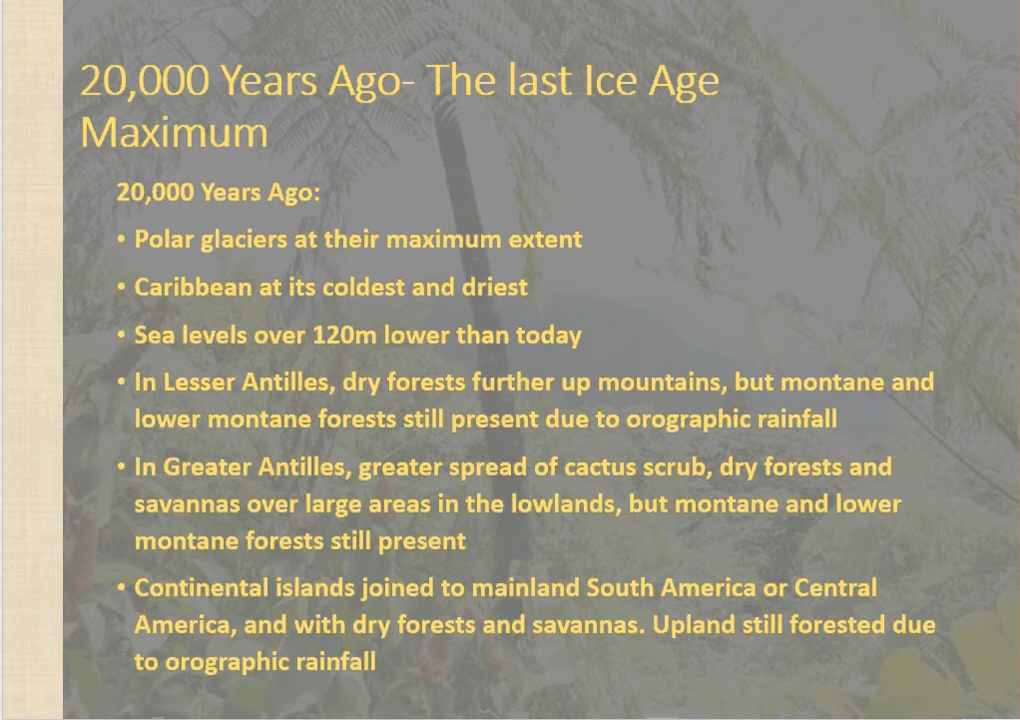 20,000 Years Ago- The last Ice Age
Maximum
20,000 Years Ago:
• Polar glaciers at their maximum extent
• Caribbean at its coldest and driest
• Sea levels over 120m lower than today
• In Lesser Antilles, dry forests further up mountains, but montane and
lower montane forests still present due to orographic rainfall
• In Greater Antilles, greater spread of cactus scrub, dry forests and
savannas over large areas in the lowlands, but montane and lower
montane forests still present
• Continental islands joined to mainland South America or Central
America, and with dry forests and savannas. Upland still forested due
to orographic rainfall